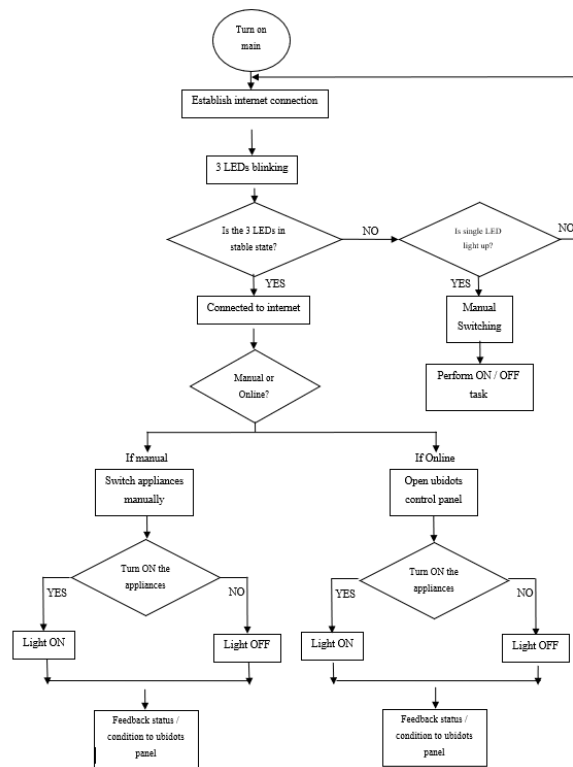 Turn on
main
Establish internet connection
3 LEDs blinking
Is the 3 LEDs in
stable state?
NO
Is single LED
light up?
NO
YES
YES
Connected to internet
Manual
Switching
Manual or
Online?
Perform ON / OFF
task
If manual
If Online
Switch appliances
manually
Open ubidots
control panel
Turn ON the
appliances
Turn ON the
appliances
YES
NO
YES
NO
Light ON
Light OFF
Light ON
Light OFF
Feedback status /
condition to ubidots
panel
Feedback status /
condition to ubidots
panel